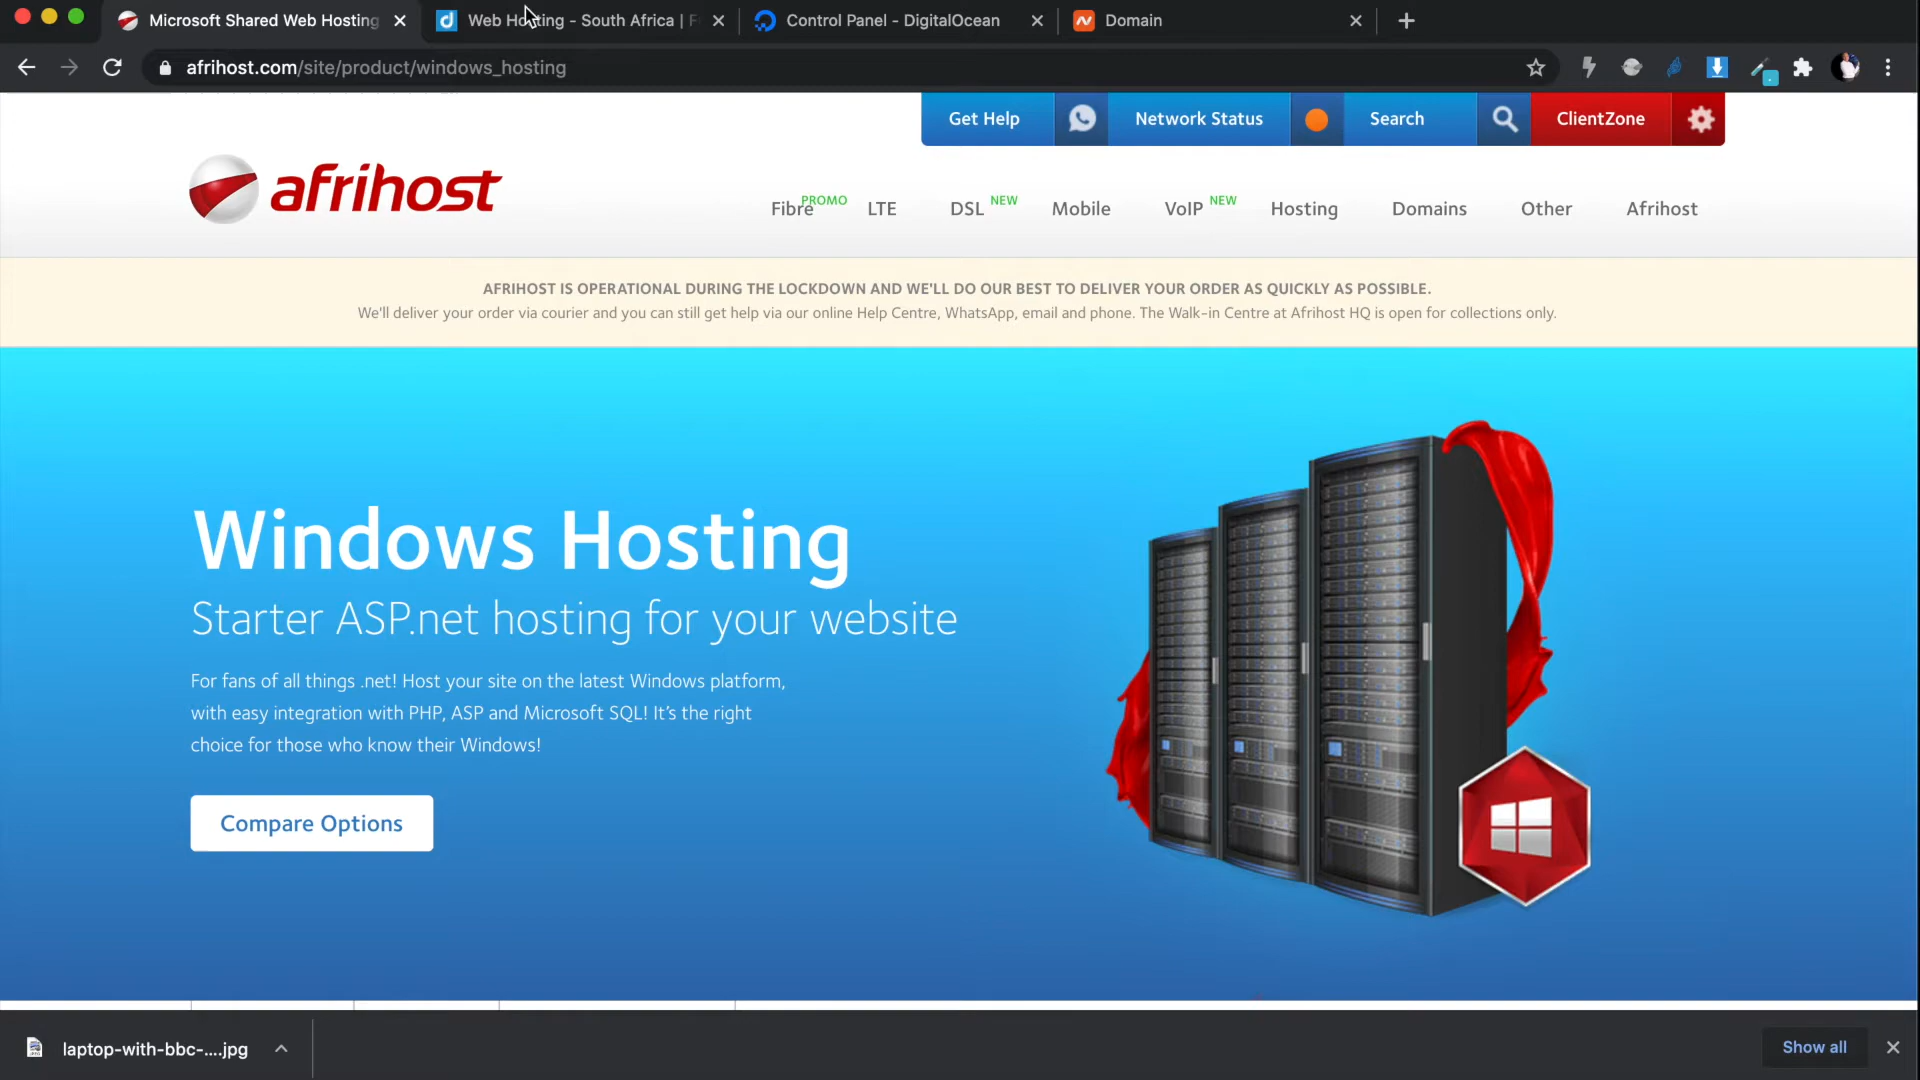 Microsoft Shared Web Hosting
Web Hosting - South Africa | F
Control Panel - DigitalOcean
Domain
afrihost.com/site/product/windows_hosting
Get Help
Network Status
Search
ClientZone
afrihost
Fibre PROMO
LTE
DSL NEW
Mobile
VoIP NEW
Hosting
Domains
Other
Afrihost
AFRIHOST IS OPERATIONAL DURING THE LOCKDOWN AND WE'LL DO OUR BEST TO DELIVER YOUR ORDER AS QUICKLY AS POSSIBLE.
We'll deliver your order via courier and you can still get help via our online Help Centre, WhatsApp, email and phone. The Walk-in Centre at Afrihost HQ is open for collections only.
Windows Hosting
Starter ASP.net hosting for your website
For fans of all things .net! Host your site on the latest Windows platform,
with easy integration with PHP, ASP and Microsoft SQL! It's the right
choice for those who know their Windows!
Compare Options
laptop-with-bbc-....jpg
Show all